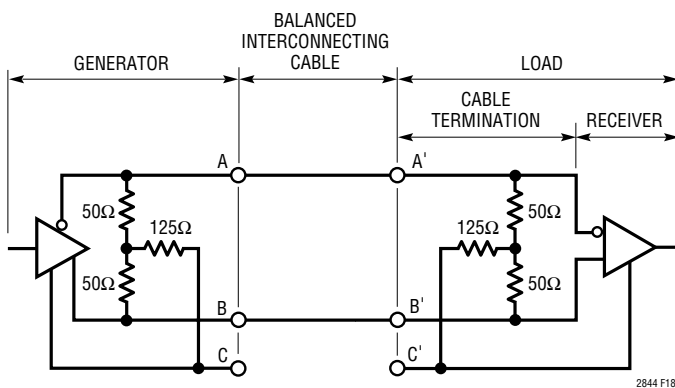 BALANCED
INTERCONNECTING
CABLE
GENERATOR
LOAD
CABLE
TERMINATION
RECEIVER
A
A'
50Ω
125Ω
50Ω
125Ω
50Ω
50Ω
B
B'
C
C'
2844 F18